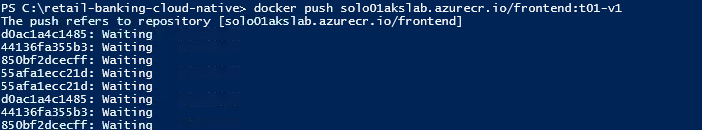 PS C:\retail-banking-cloud-native> docker push solo01akslab.azurecr.io/frontend:t01-v1
The push refers to repository [solo01akslab.azurecr.io/frontend]
d0ac1a4c1485: Waiting
44136fa355b3: Waiting
850bf2dcecff: Waiting
55afa1ecc21d: Waiting
55afa1ecc21d: Waiting
d0ac1a4c1485: Waiting
44136fa355b3: Waiting
850bf2dcecff: Waiting